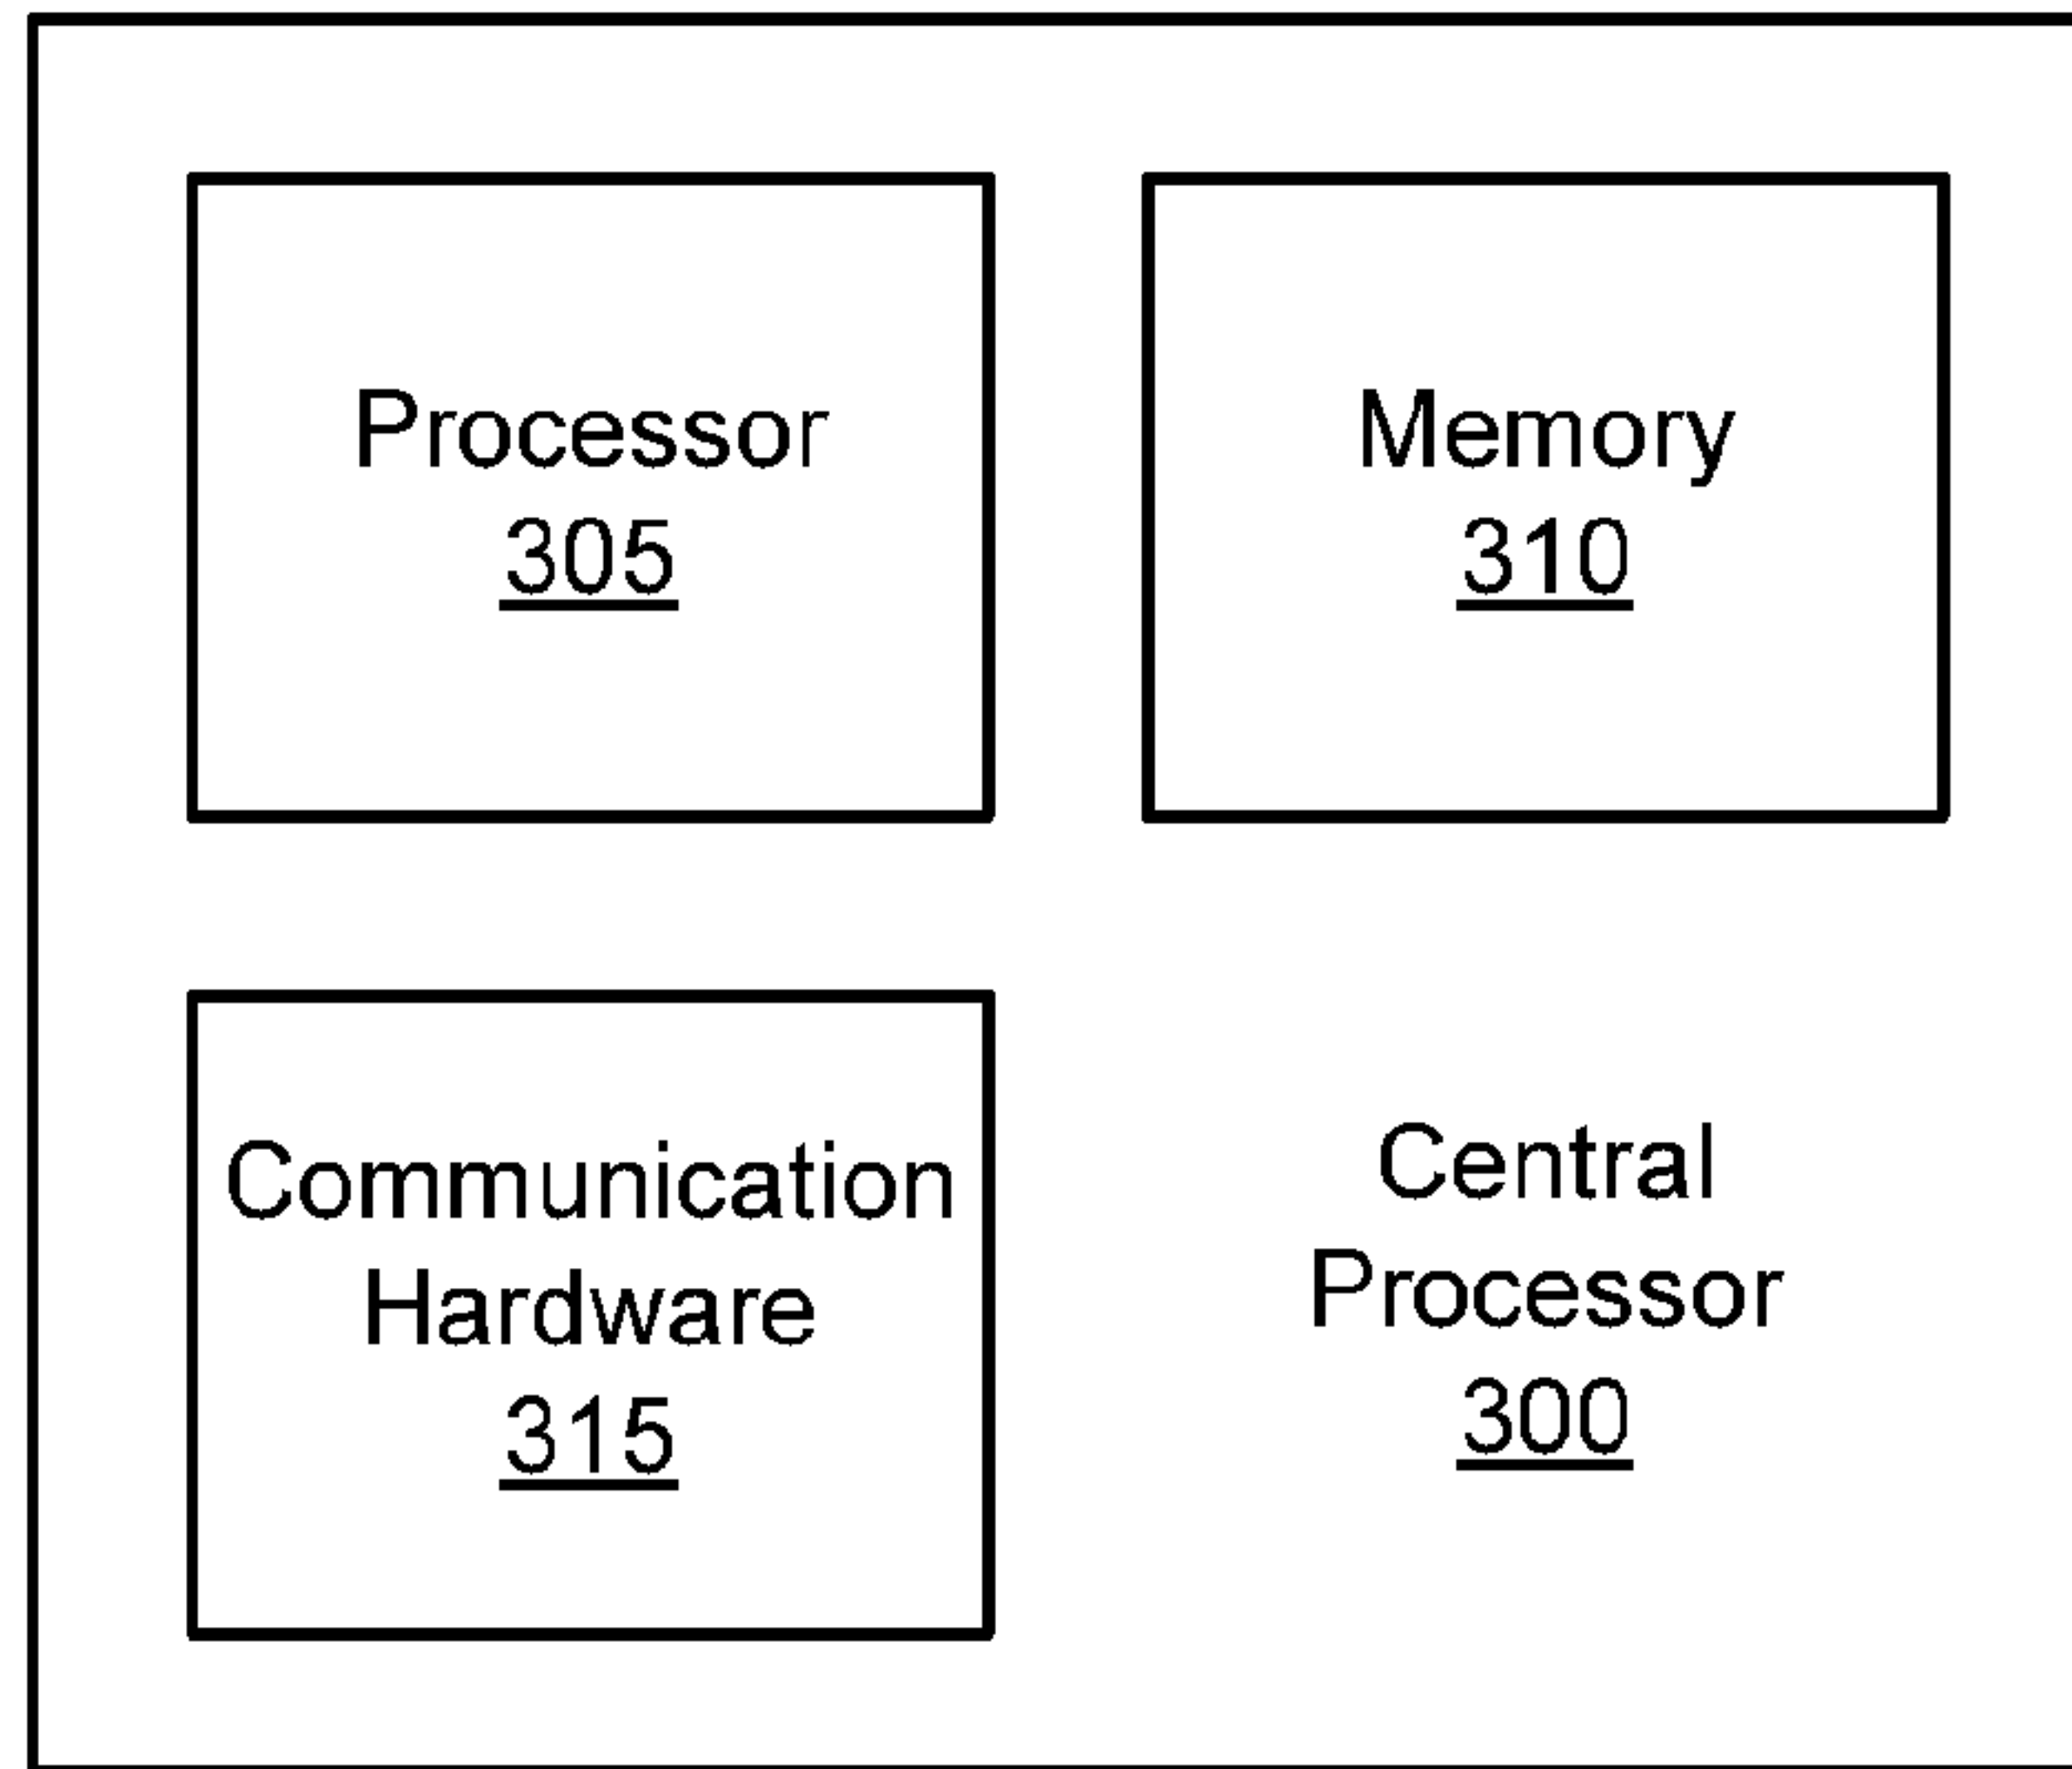 Processor
305
Memory
310
Communication
Hardware
315
Central
Processor
300